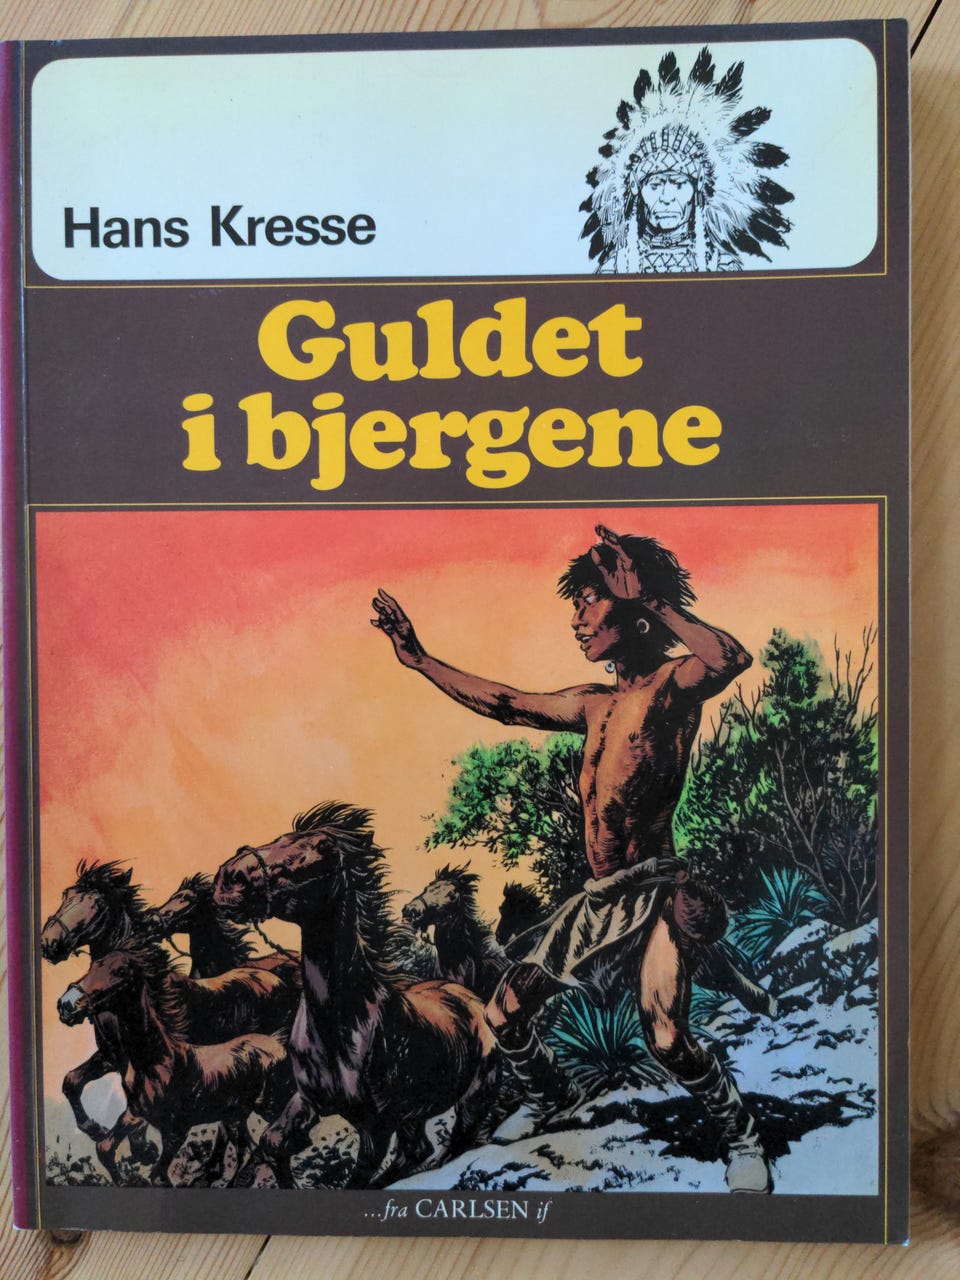 Hans Kresse
Guldet
i bjergene
...fra CARLSEN if